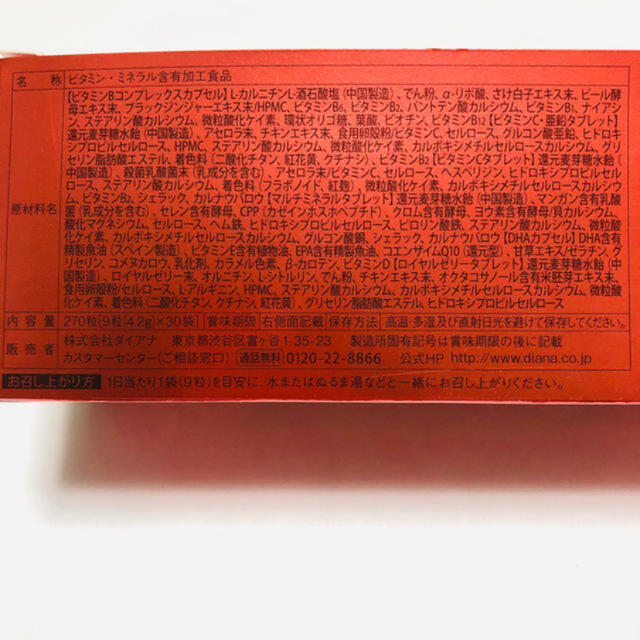 名 称 ビタミン・ミネラル含有加工食品
【ビタミンBコンプレックスカプセル】L-カルニチンL-酒石酸塩(中国製造)、でん粉、α-リポ酸、さけ白子エキス末、ビール酵
母エキス末、ブラックジンジャーエキス末/HPMC、ビタミンB6、ビタミンB2、パントテン酸カルシウム、ビタミンB1、ナイアシ
ン、ステアリン酸カルシウム、微粒酸化ケイ素、環状オリゴ糖、葉酸、ビオチン、ビタミンB12【ビタミンC・亜鉛タブレット】
還元麦芽糖水飴(中国製造)、アセロラ末、チキンエキス末、食用卵殻粉/ビタミンC、セルロース、グルコン酸亜鉛、ヒドロキ
シプロピルセルロース、HPMC、ステアリン酸カルシウム、微粒酸化ケイ素、カルボキシメチルセルロースカルシウム、グリ
セリン脂肪酸エステル、着色料(二酸化チタン、紅花黄、クチナシ)、ビタミンB2【ビタミンCタブレット】還元麦芽糖水飴(
中国製造)、殺菌乳酸菌末(乳成分を含む)、アセロラ末/ビタミンC、セルロース、ヘスペリジン、ヒドロキシプロピルセル
ロース、ステアリン酸カルシウム、着色料(フラボノイド、紅麹)、微粒酸化ケイ素、カルボキシメチルセルロースカルシウ
原材料名 ム、ビタミンB2、シェラック、カルナウバロウ【マルチミネラルタブレット】還元麦芽糖水飴(中国製造)、マンガン含有乳酸
菌(乳成分を含む)、セレン含有酵母、CPP(カゼインホスホペプチド)、クロム含有酵母、ヨウ素含有酵母/貝カルシウム、
酸化マグネシウム、セルロース、ヘム鉄、ヒドロキシプロピルセルロース、ピロリン酸鉄、ステアリン酸カルシウム、微粒酸
化ケイ素、カルボキシメチルセルロースカルシウム、グルコン酸銅、シェラック、カルナウバロウ【DHAカプセル】DHA含有
精製魚油(スペイン製造)、ビタミンE含有植物油、EPA含有精製魚油、コエンザイムQ10(還元型)、甘草エキス/ゼラチン、グ
リセリン、コメヌカロウ、乳化剤、カラメル色素、β-カロテン、ビタミンD【ロイヤルゼリータブレット】還元麦芽糖水飴(中
国製造)、ロイヤルゼリー末、オルニチン、L-シトルリン、でん粉、チキンエキス末、オクタコサノール含有米胚芽エキス末、
食用卵殻粉/セルロース、L-アルギニン、HPMC、ステアリン酸カルシウム、カルボキシメチルセルロースカルシウム、微粒酸
化ケイ素、着色料(二酸化チタン、クチナシ、紅花黄)、グリセリン脂肪酸エステル、ヒドロキシプロピルセルロース
内 容 量 270粒[9粒(4.2g)×30袋] 賞味期限 右側面記載 保存方法 高温・多湿及び直射日光を避けて保存してください。
販 売 者 株式会社ダイアナ 東京都渋谷区富ヶ谷1-35-23 製造所固有記号は賞味期限の後に記載
カスタマーセンター(ご相談窓口) 通話無料 0120-22-8866 公式HP http://www.diana.co.jp
お召し上がり方 1日当たり1袋(9粒)を目安に、水またはぬるま湯などと一緒にお召し上がりください。